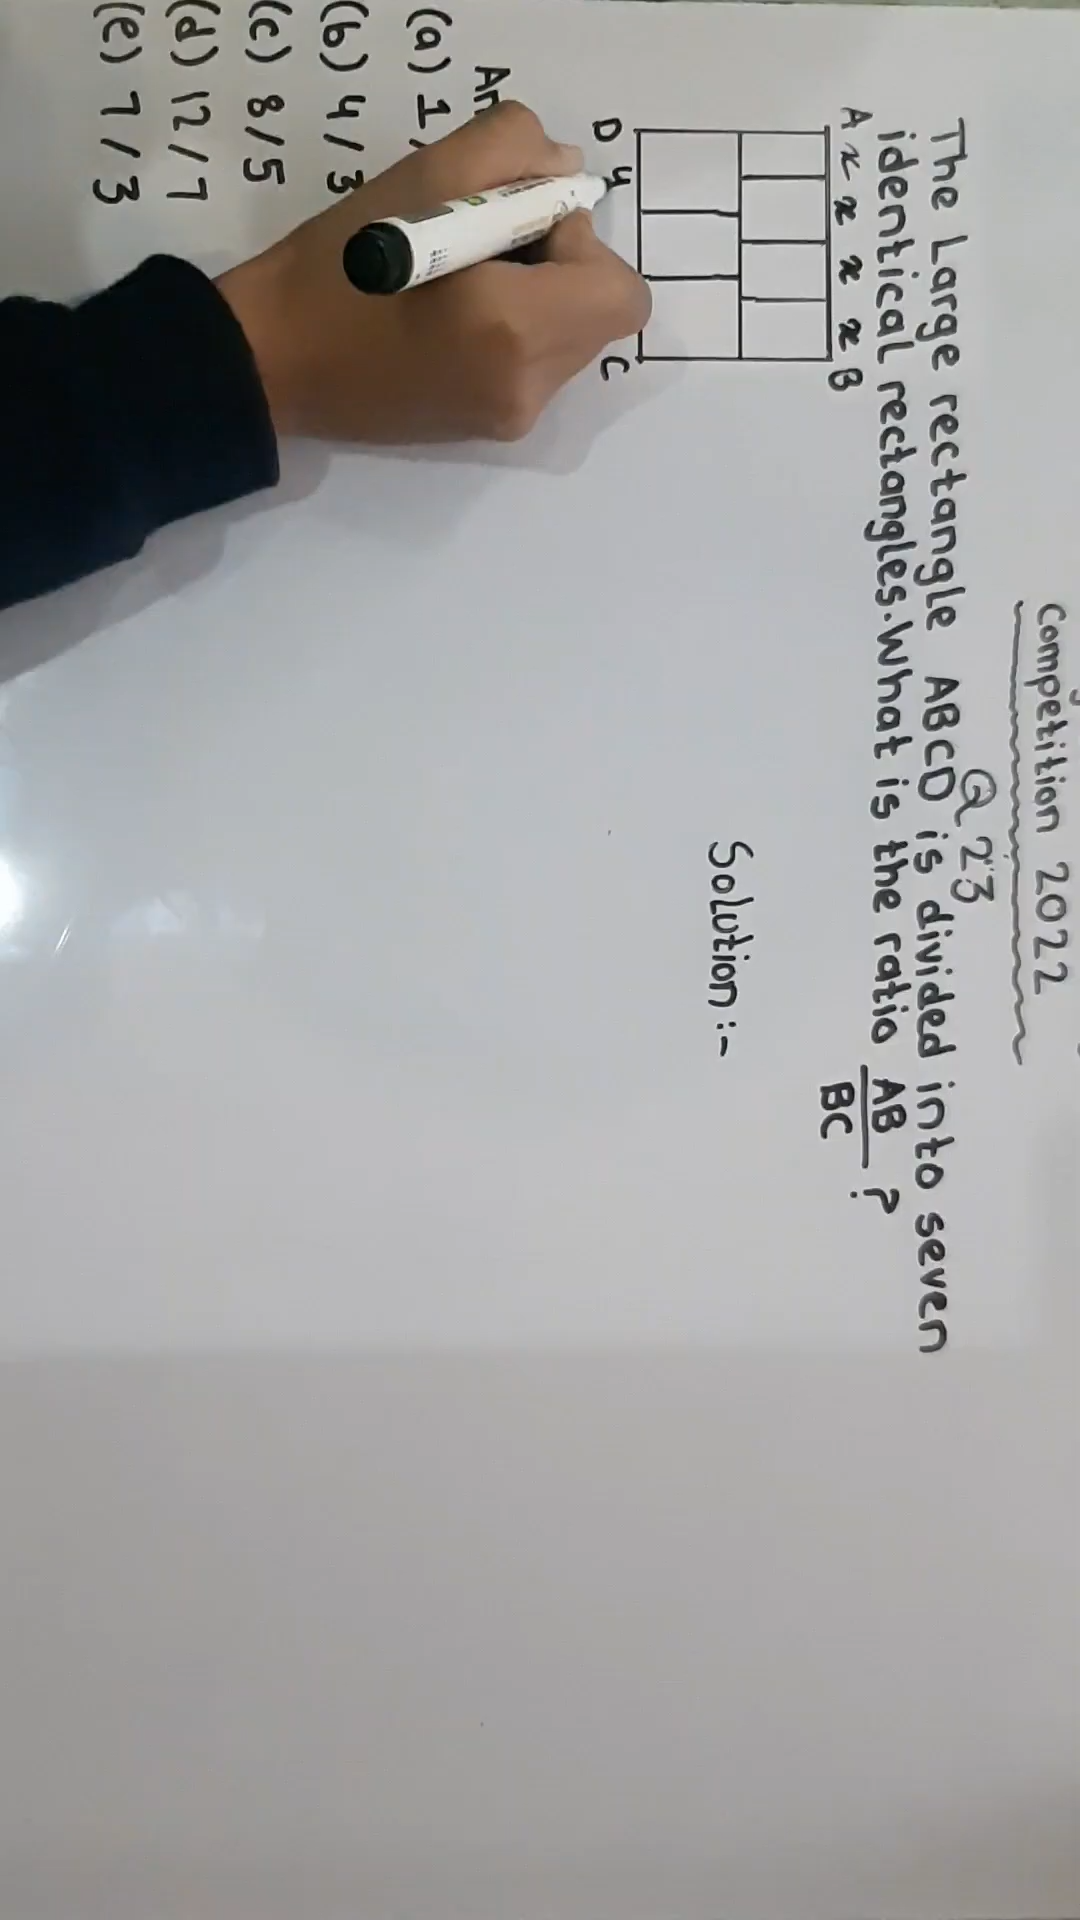 Competition 2022
Q 23
The Large rectangle ABCD is divided into seven
identical rectangles. What is the ratio AB
BC ?
A x x x x B
D y C
Solution :-
(a) 1/
(b) 4/3
(c) 8/5
(d) 12/7
(e) 7/3